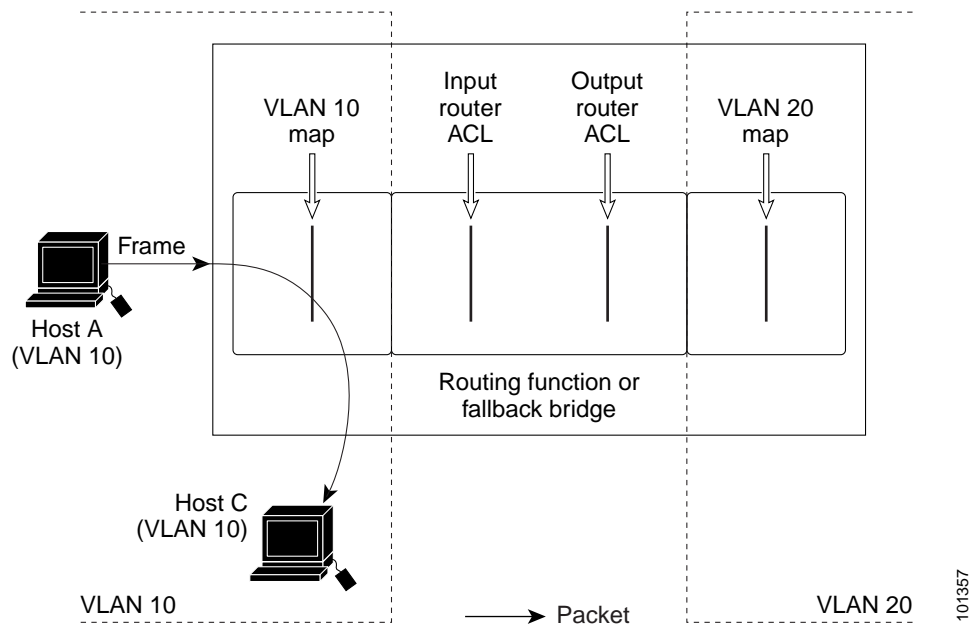 VLAN 10
map
Input
router
ACL
Output
router
ACL
VLAN 20
map
Frame
Host A
(VLAN 10)
Routing function or
fallback bridge
Host C
(VLAN 10)
VLAN 10
Packet
VLAN 20
101357